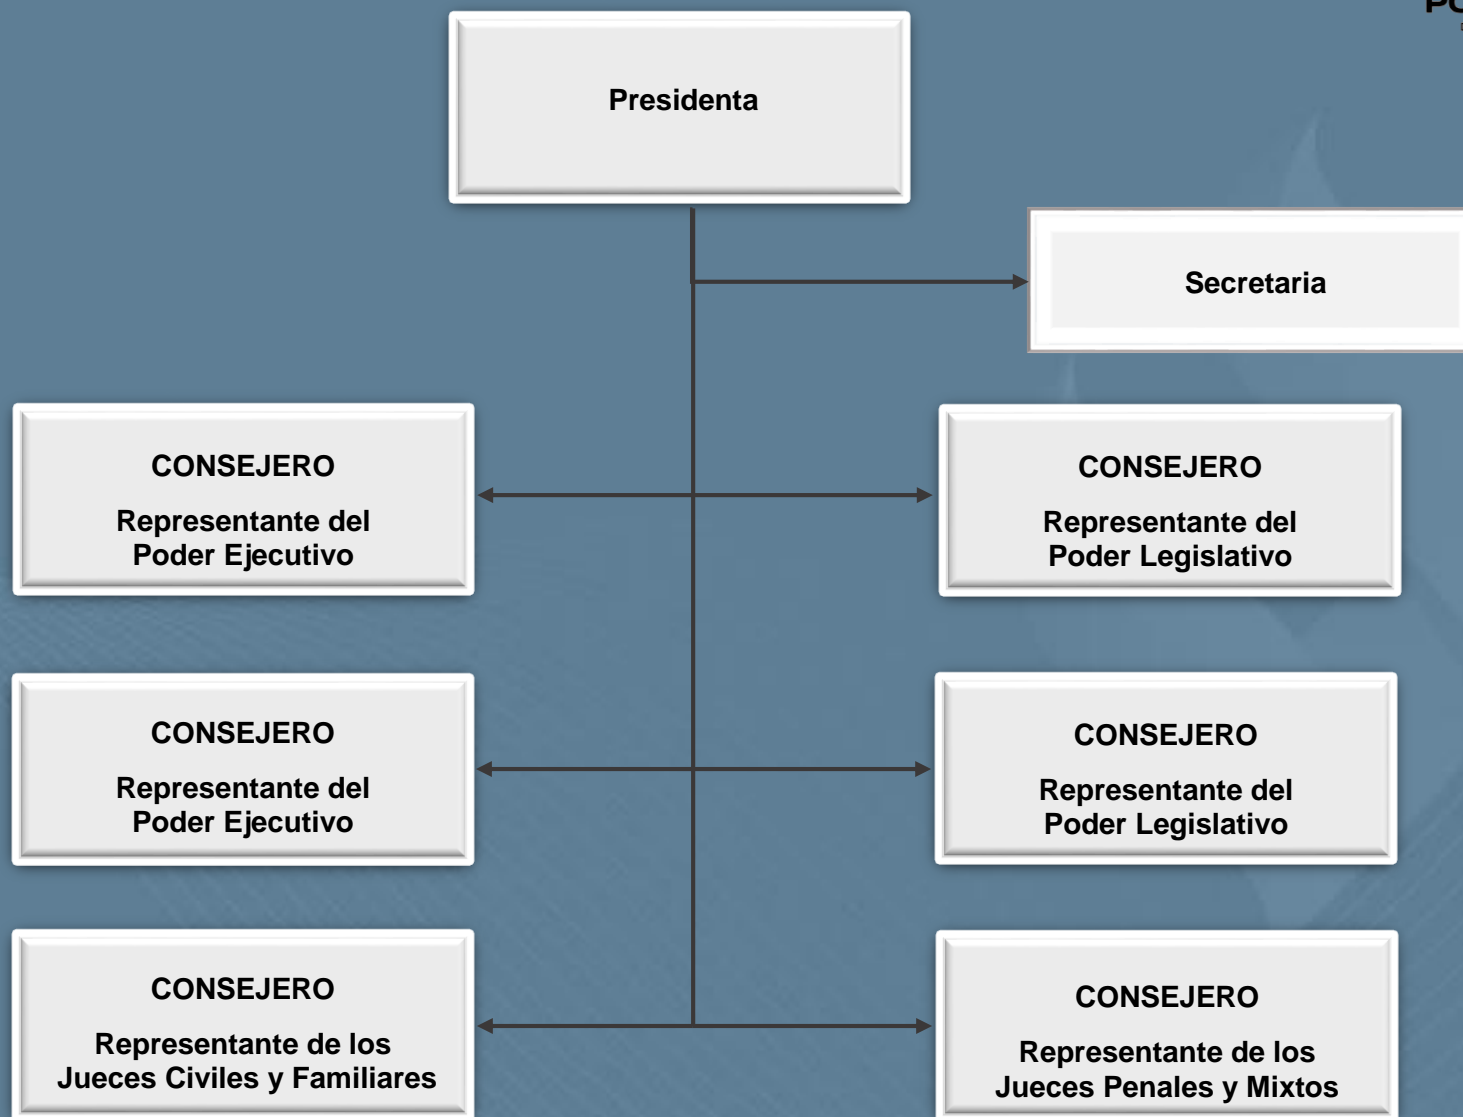 Presidenta
Secretaria
CONSEJERO
Representante del
Poder Ejecutivo
CONSEJERO
Representante del
Poder Legislativo
CONSEJERO
Representante del
Poder Ejecutivo
CONSEJERO
Representante del
Poder Legislativo
CONSEJERO
Representante de los
Jueces Civiles y Familiares
CONSEJERO
Representante de los
Jueces Penales y Mixtos